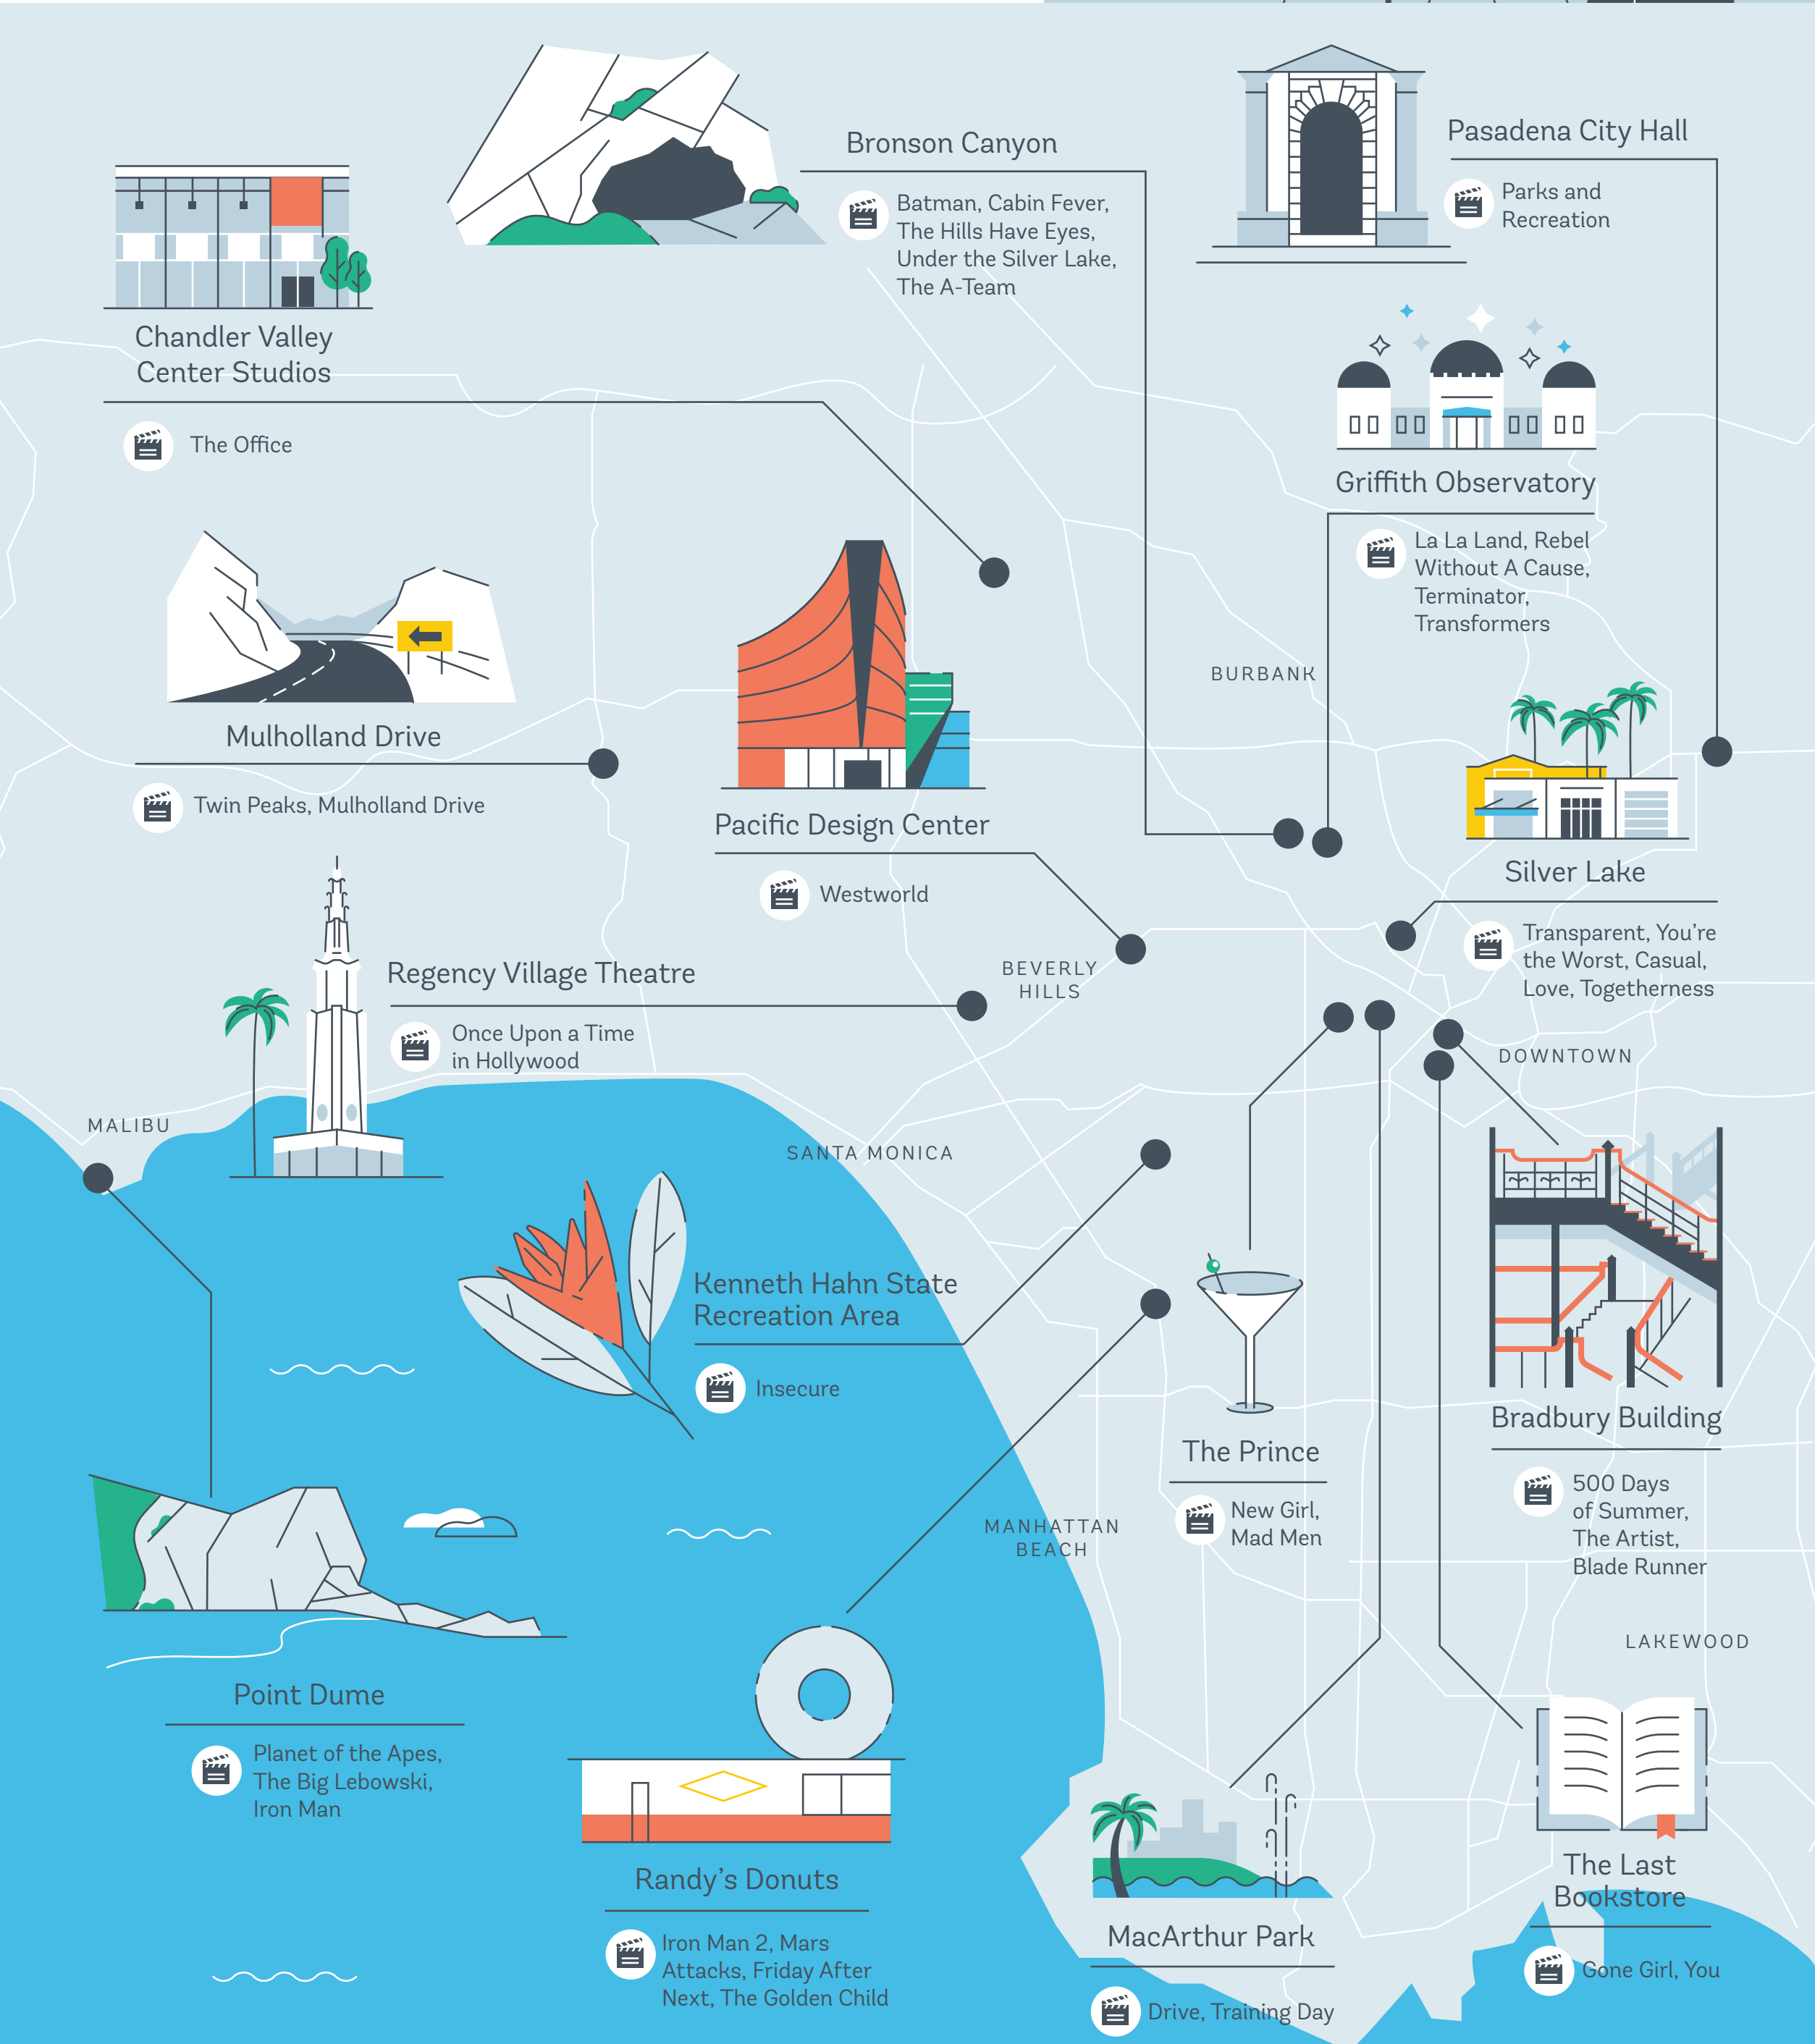 Bronson Canyon
Batman, Cabin Fever,
The Hills Have Eyes,
Under the Silver Lake,
The A-Team
Pasadena City Hall
Parks and
Recreation
Chandler Valley
Center Studios
The Office
Griffith Observatory
La La Land, Rebel
Without A Cause,
Terminator,
Transformers
BURBANK
Mulholland Drive
Twin Peaks, Mulholland Drive
Pacific Design Center
Westworld
Silver Lake
Transparent, You’re
the Worst, Casual,
Love, Togetherness
Regency Village Theatre
Once Upon a Time
in Hollywood
BEVERLY
HILLS
DOWNTOWN
MALIBU
SANTA MONICA
Kenneth Hahn State
Recreation Area
Insecure
The Prince
New Girl,
Mad Men
Bradbury Building
500 Days
of Summer,
The Artist,
Blade Runner
MANHATTAN
BEACH
LAKEWOOD
Point Dume
Planet of the Apes,
The Big Lebowski,
Iron Man
Randy’s Donuts
Iron Man 2, Mars
Attacks, Friday After
Next, The Golden Child
MacArthur Park
Drive, Training Day
The Last
Bookstore
Gone Girl, You